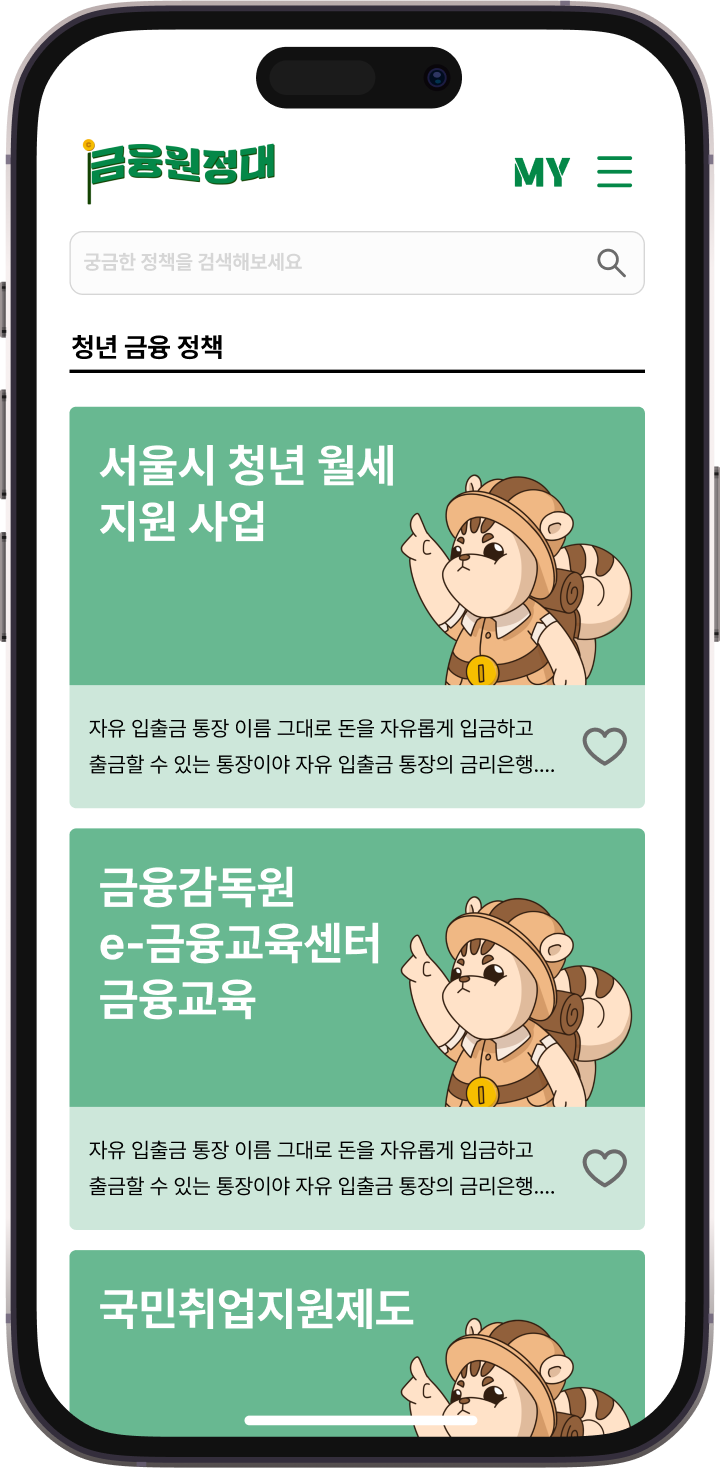 금융원정대
MY
궁금한 정책을 검색해보세요
청년 금융 정책
서울시 청년 월세
지원 사업
자유 입출금 통장 이름 그대로 돈을 자유롭게 입금하고
출금할 수 있는 통장이야 자유 입출금 통장의 금리은행....
금융감독원
e-금융교육센터
금융교육
자유 입출금 통장 이름 그대로 돈을 자유롭게 입금하고
출금할 수 있는 통장이야 자유 입출금 통장의 금리은행....
국민취업지원제도